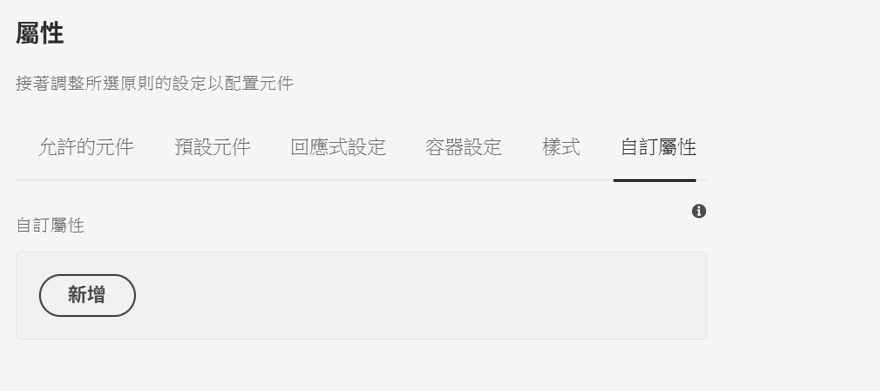 屬性
接著調整所選原則的設定以配置元件
允許的元件 預設元件 回應式設定 容器設定 樣式 自訂屬性
自訂屬性
新增